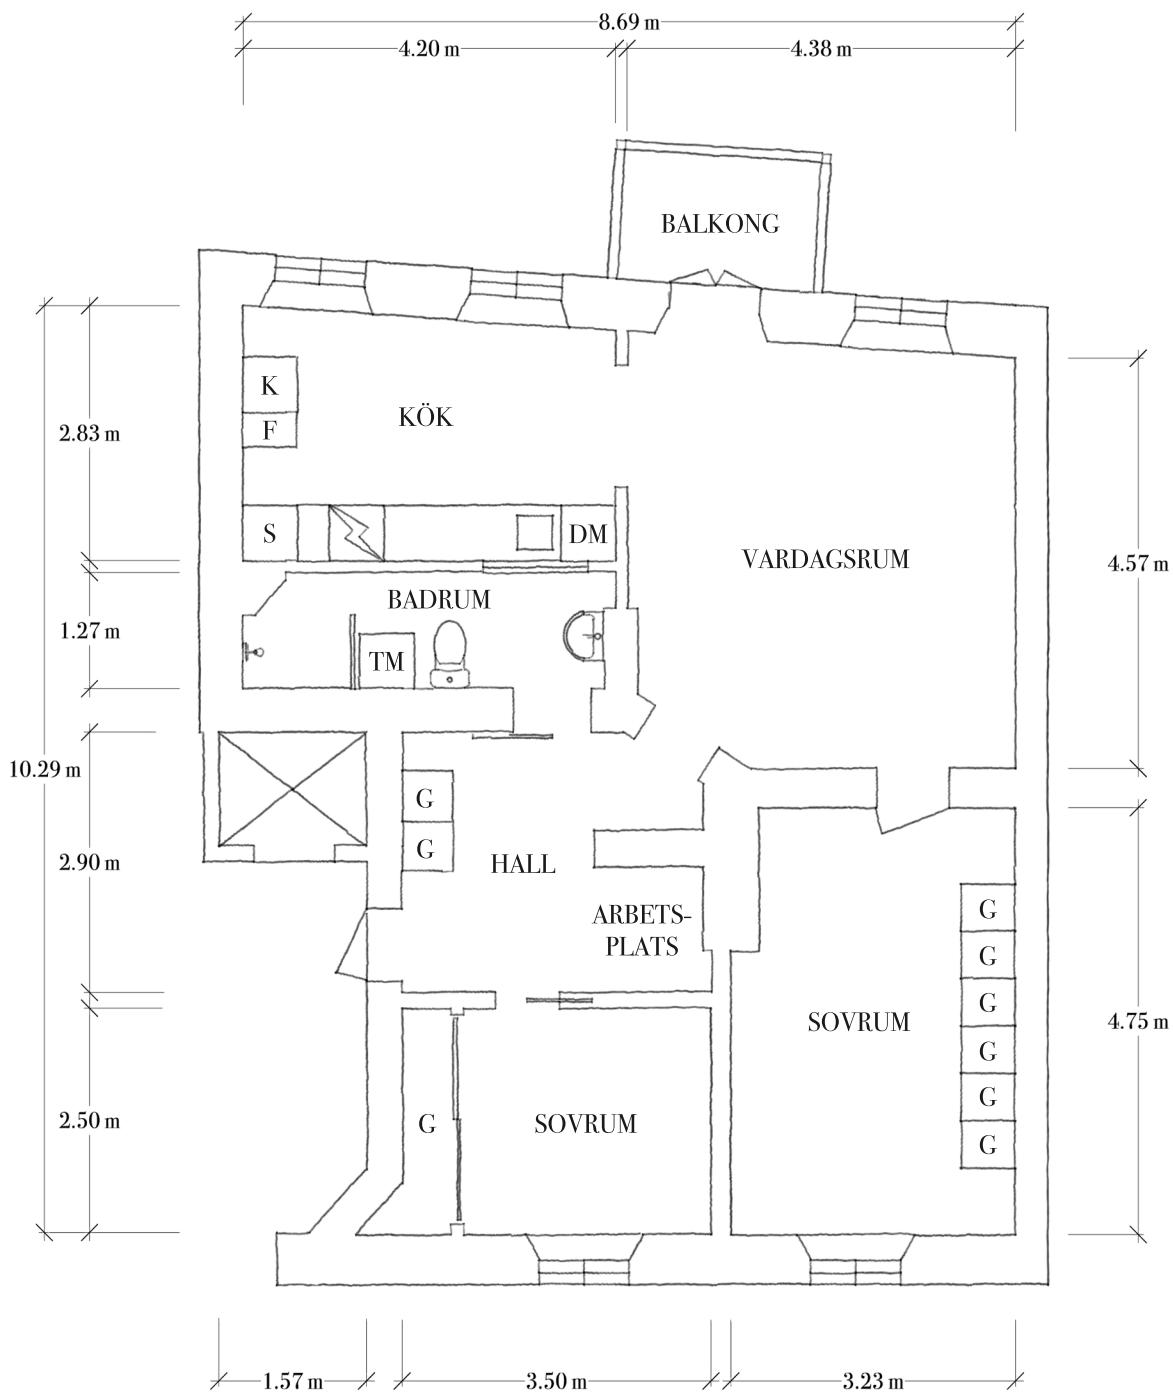 8.69 m
4.20 m
4.38 m
BALKONG
K
F
KÖK
2.83 m
S
DM
VARDAGSRUM
4.57 m
BADRUM
1.27 m
TM
10.29 m
G
G
2.90 m
HALL
ARBETS-
PLATS
G
G
G
G
G
G
SOVRUM
4.75 m
2.50 m
G
SOVRUM
1.57 m
3.50 m
3.23 m